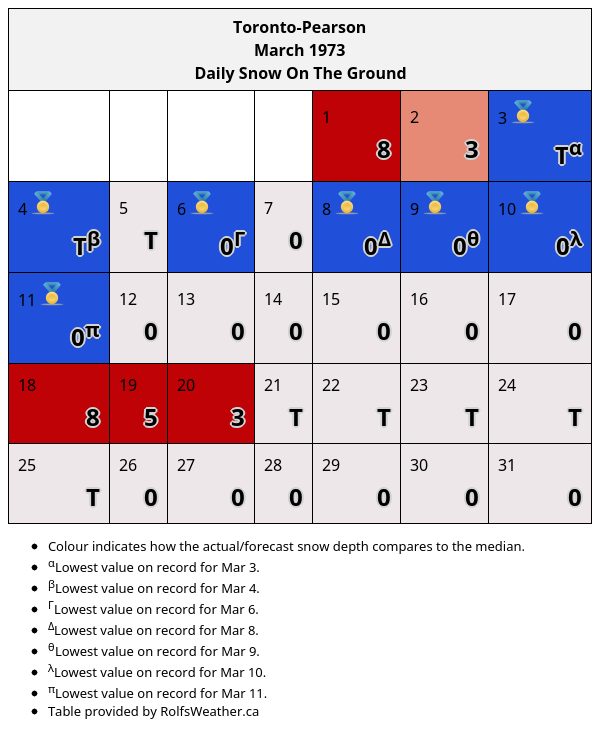 Toronto-Pearson
March 1973
Daily Snow On The Ground
1 2 3
8 3 Tα
4 5 6 7 8 9 10
Tβ T 0Γ 0 0Δ 0θ 0λ
11 12 13 14 15 16 17
0π 0 0 0 0 0 0
18 19 20 21 22 23 24
8 5 3 T T T T
25 26 27 28 29 30 31
T 0 0 0 0 0 0
• Colour indicates how the actual/forecast snow depth compares to the median.
• αLowest value on record for Mar 3.
• βLowest value on record for Mar 4.
• ΓLowest value on record for Mar 6.
• ΔLowest value on record for Mar 8.
• θLowest value on record for Mar 9.
• λLowest value on record for Mar 10.
• πLowest value on record for Mar 11.
• Table provided by RolfsWeather.ca